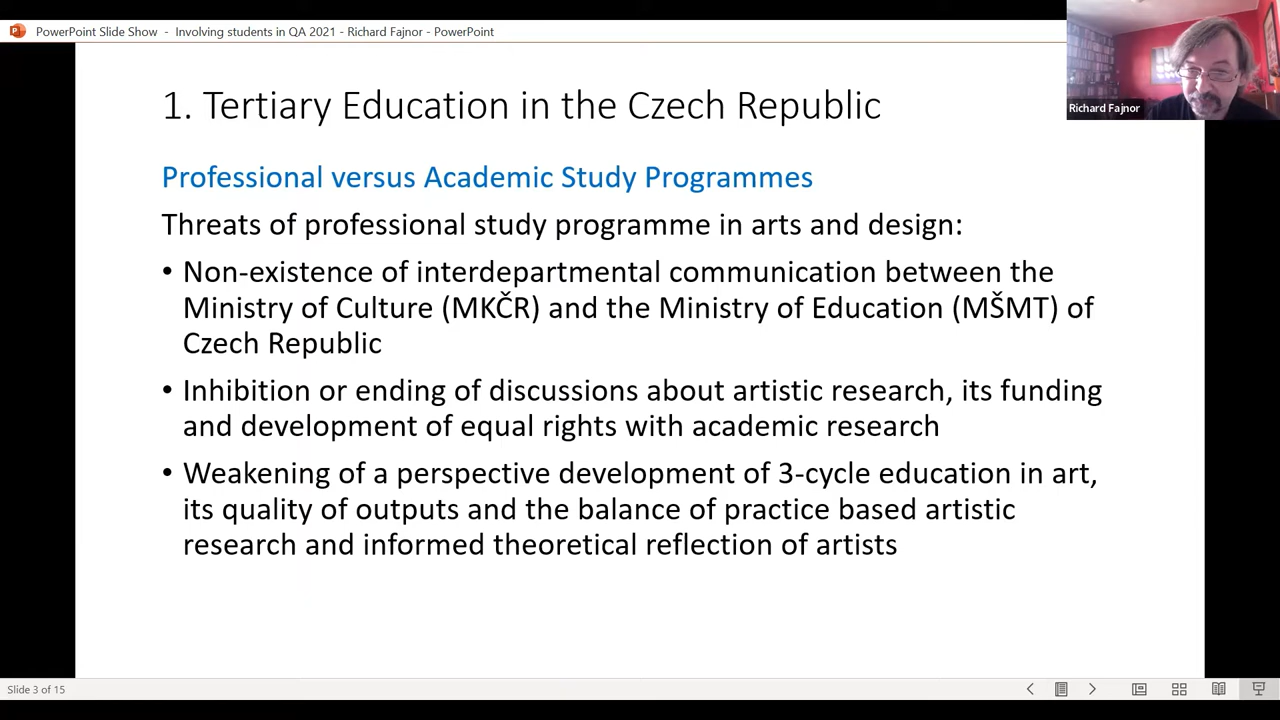 PowerPoint Slide Show - Involving students in QA 2021 - Richard Fajnor - PowerPoint
Richard Fajnor
1. Tertiary Education in the Czech Republic
Professional versus Academic Study Programmes
Threats of professional study programme in arts and design:
• Non-existence of interdepartmental communication between the
Ministry of Culture (MKČR) and the Ministry of Education (MŠMT) of
Czech Republic
• Inhibition or ending of discussions about artistic research, its funding
and development of equal rights with academic research
• Weakening of a perspective development of 3-cycle education in art,
its quality of outputs and the balance of practice based artistic
research and informed theoretical reflection of artists
Slide 3 of 15